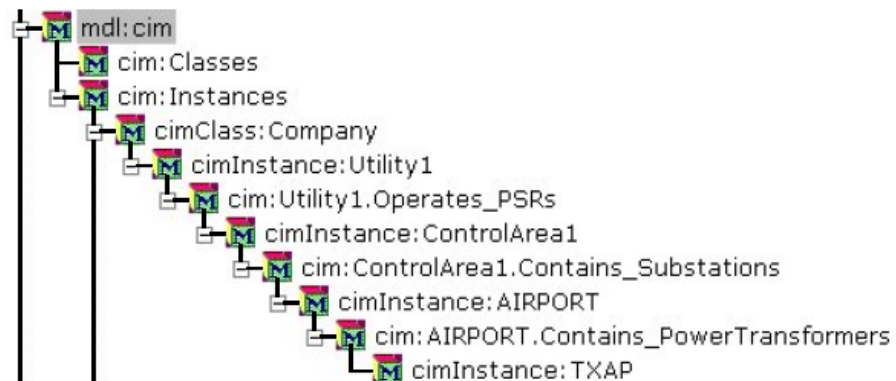 mdl:cim
cim:Classes
cim:Instances
cimClass:Company
cimInstance:Utility1
cim:Utility1.Operates_PSRs
cimInstance:ControlArea1
cim:ControlArea1.Contains_Substations
cimInstance:AIRPORT
cim:AIRPORT.Contains_PowerTransformers
cimInstance:TXAP